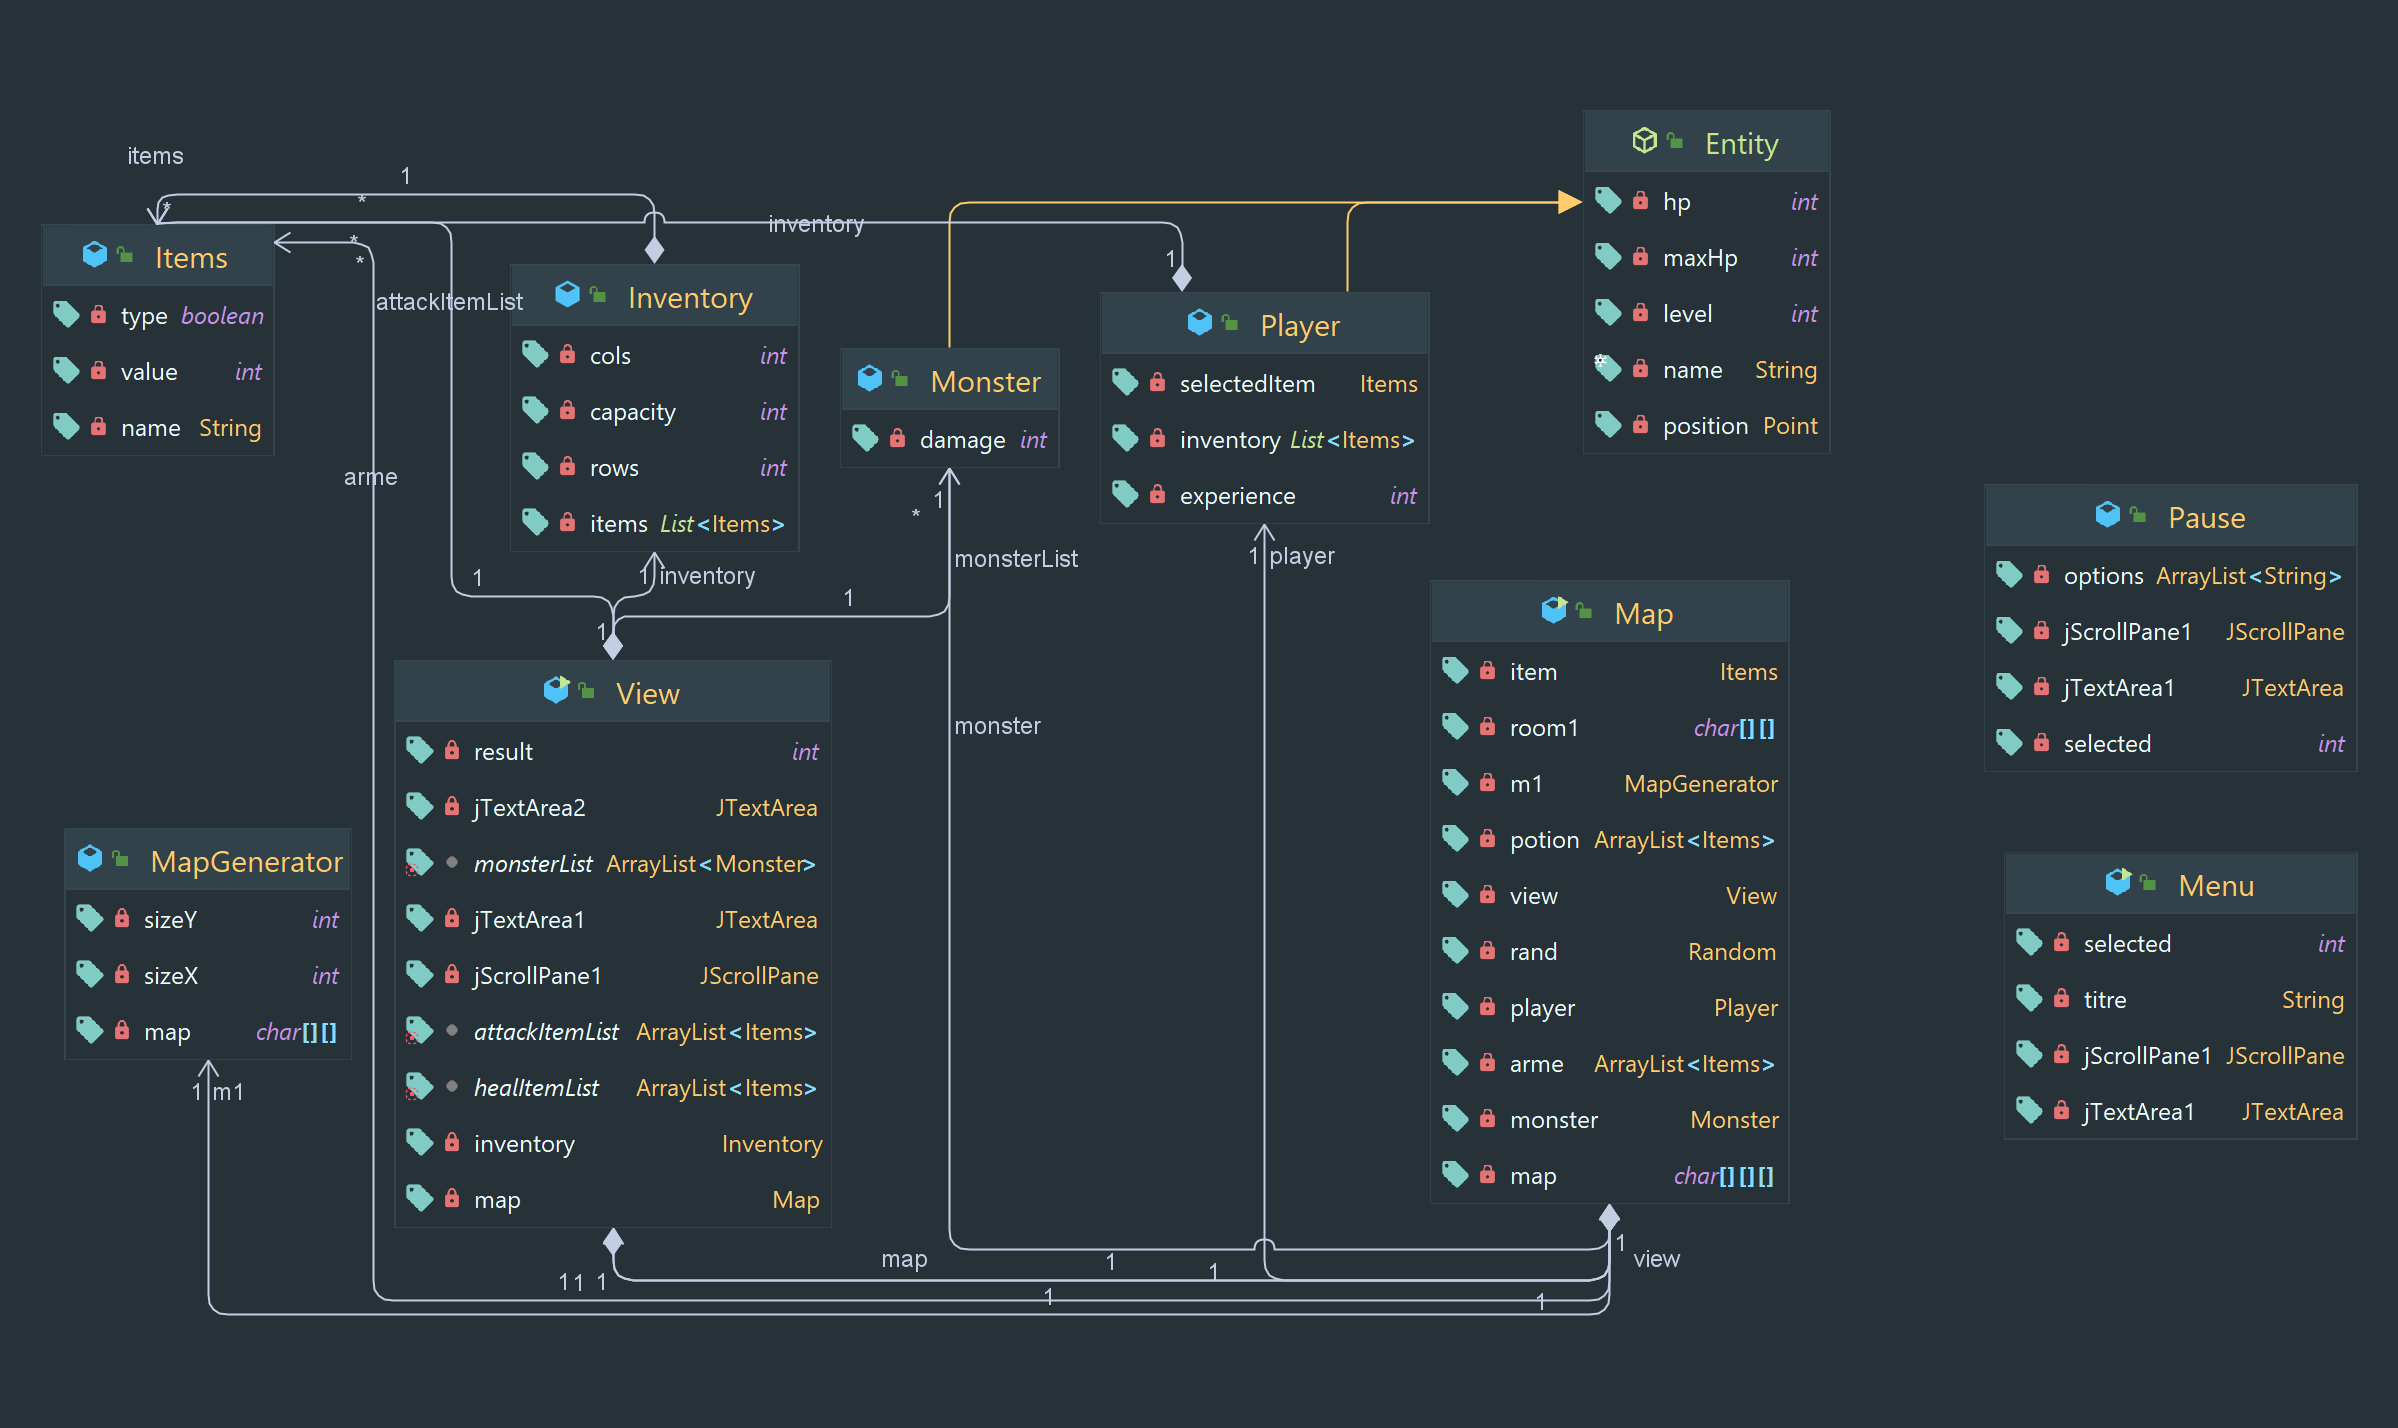 items
1
*
*
inventory
1
*
*
attackItemList
arme
Items
type boolean
value int
name String
Inventory
cols int
capacity int
rows int
items List<Items>
Monster
damage int
Player
selectedItem Items
inventory List<Items>
experience int
Entity
hp int
maxHp int
level int
name String
position Point
1
*
monsterList
monster
1 player
1
1 inventory
1
1
View
result int
jTextArea2 JTextArea
monsterList ArrayList<Monster>
jTextArea1 JTextArea
jScrollPane1 JScrollPane
attackItemList ArrayList<Items>
healItemList ArrayList<Items>
inventory Inventory
map Map
MapGenerator
sizeY int
sizeX int
map char[][]
1 m1
Map
item Items
room1 char[][]
m1 MapGenerator
potion ArrayList<Items>
view View
rand Random
player Player
arme ArrayList<Items>
monster Monster
map char[][][]
Pause
options ArrayList<String>
jScrollPane1 JScrollPane
jTextArea1 JTextArea
selected int
Menu
selected int
titre String
jScrollPane1 JScrollPane
jTextArea1 JTextArea
map
1
1
1 view
1 1 1
1
1